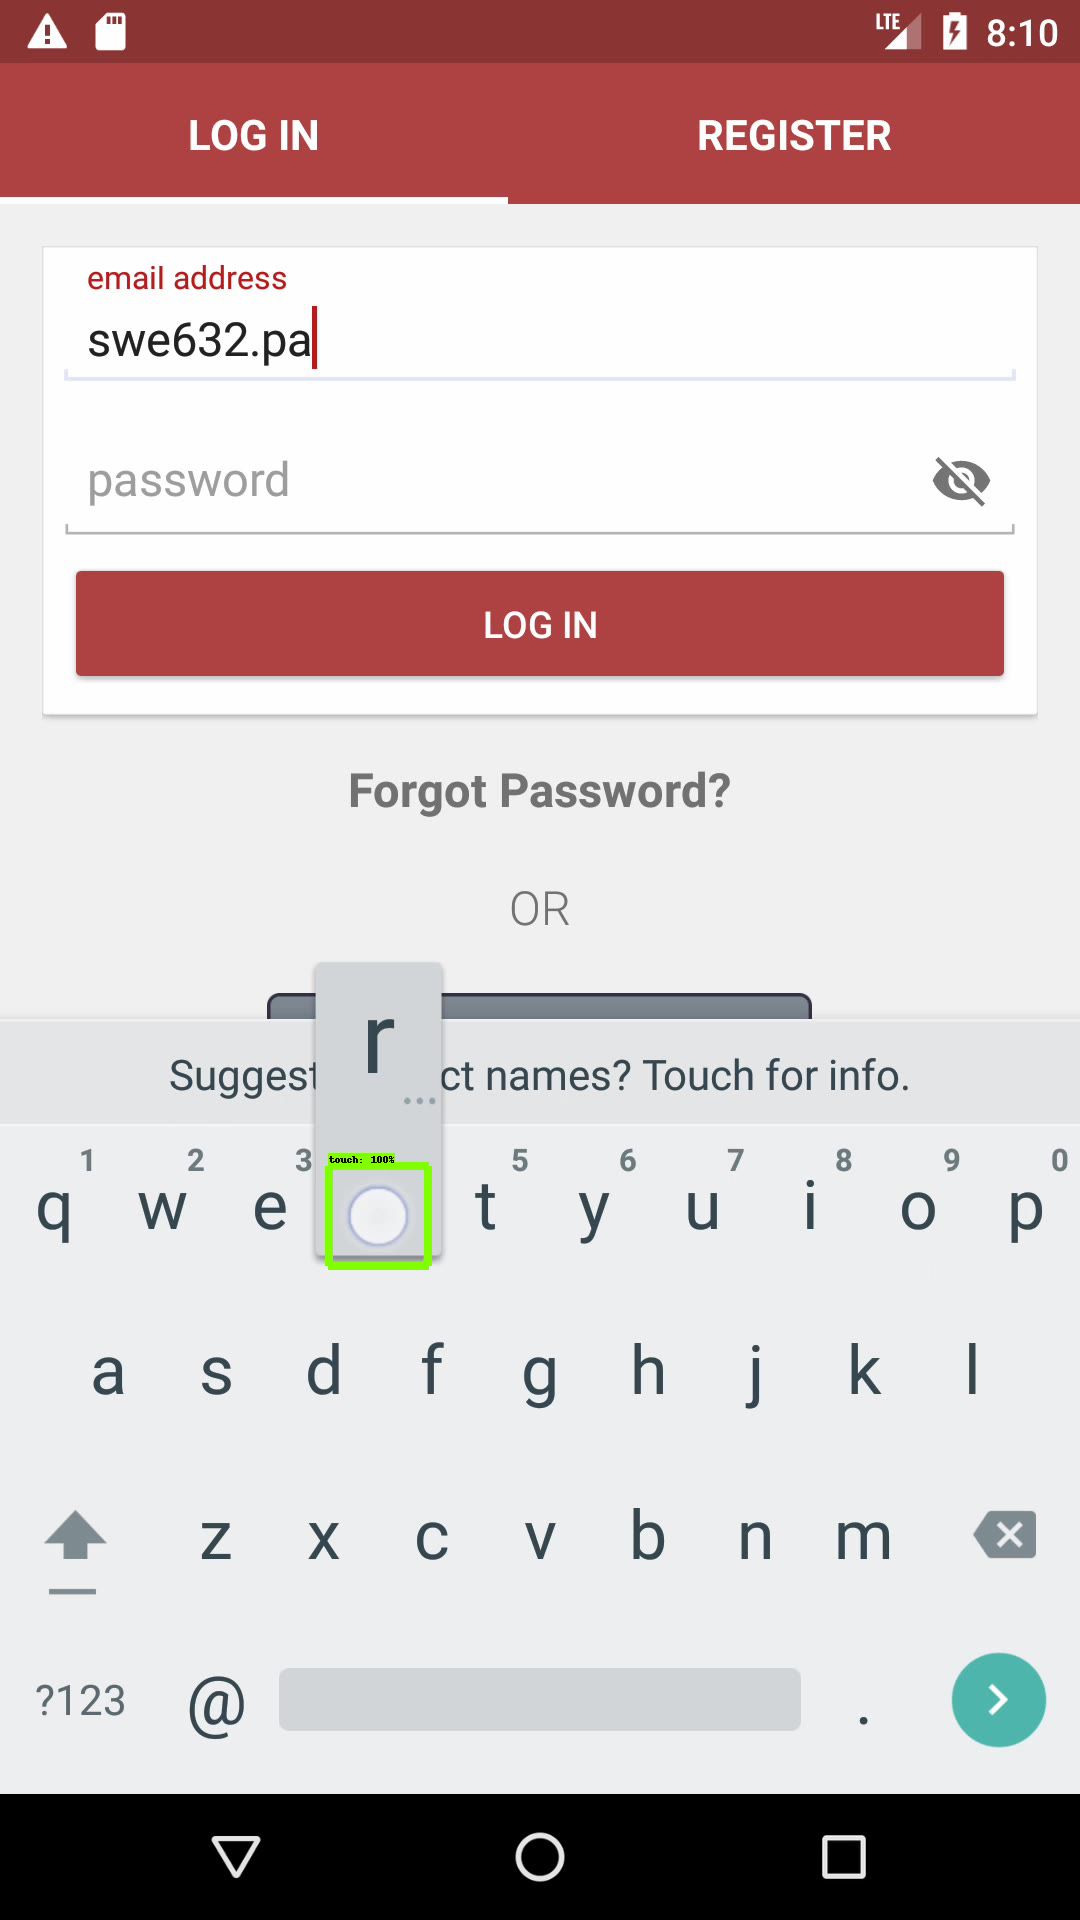 LTE 8:10
LOG IN REGISTER
email address
swe632.pa
password
LOG IN
Forgot Password?
OR
r
Suggest ct names? Touch for info.
touch: 100%
1 2 3 5 6 7 8 9 0
q w e t y u i o p
a s d f g h j k l
z x c v b n m
?123 @ .